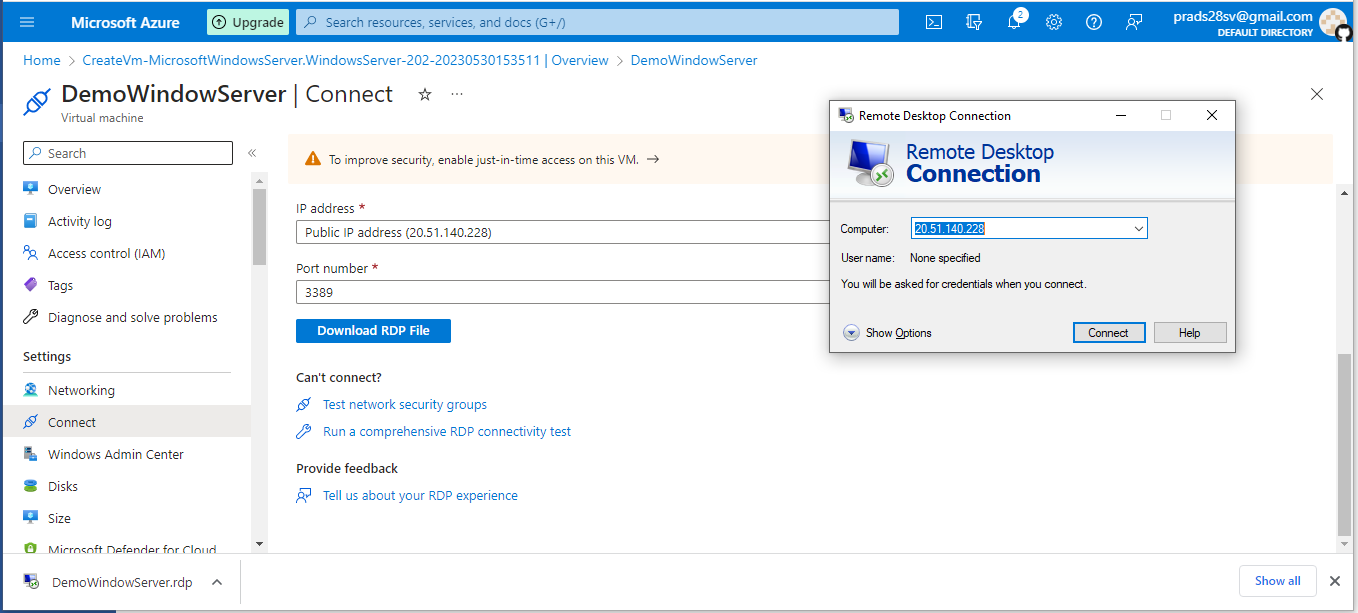 Microsoft Azure
Upgrade
Search resources, services, and docs (G+/)
2
prads28sv@gmail.com
DEFAULT DIRECTORY
Home > CreateVm-MicrosoftWindowsServer.WindowsServer-202-20230530153511 | Overview > DemoWindowServer
DemoWindowServer | Connect
Virtual machine
Search
Overview
Activity log
Access control (IAM)
Tags
Diagnose and solve problems
Settings
Networking
Connect
Windows Admin Center
Disks
Size
Microsoft Defender for Cloud
To improve security, enable just-in-time access on this VM. →
IP address *
Public IP address (20.51.140.228)
Port number *
3389
Download RDP File
Can't connect?
Test network security groups
Run a comprehensive RDP connectivity test
Provide feedback
Tell us about your RDP experience
Remote Desktop Connection
Remote Desktop
Connection
Computer: 20.51.140.228
User name: None specified
You will be asked for credentials when you connect.
Show Options
Connect
Help
DemoWindowServer.rdp
Show all